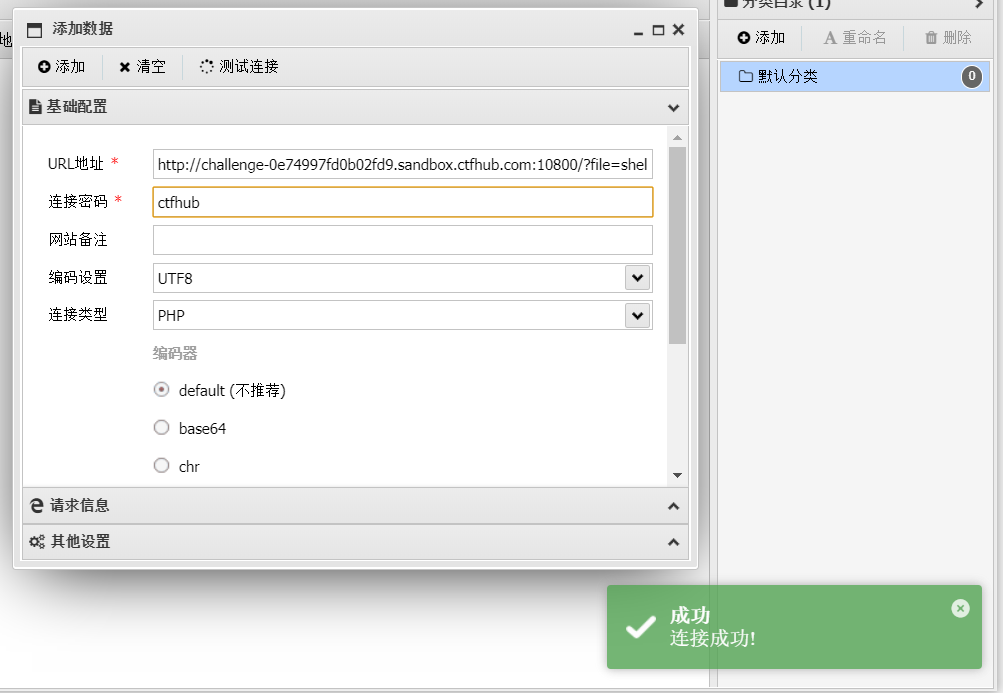 添加数据
添加
清空
测试连接
基础配置
URL地址 *
http://challenge-0e74997fd0b02fd9.sandbox.ctfhub.com:10800/?file=shel
连接密码 *
ctfhub
网站备注
编码设置
UTF8
连接类型
PHP
编码器
default (不推荐)
base64
chr
请求信息
其他设置
地
分类目录 (1)
添加
重命名
删除
默认分类
0
成功
连接成功!